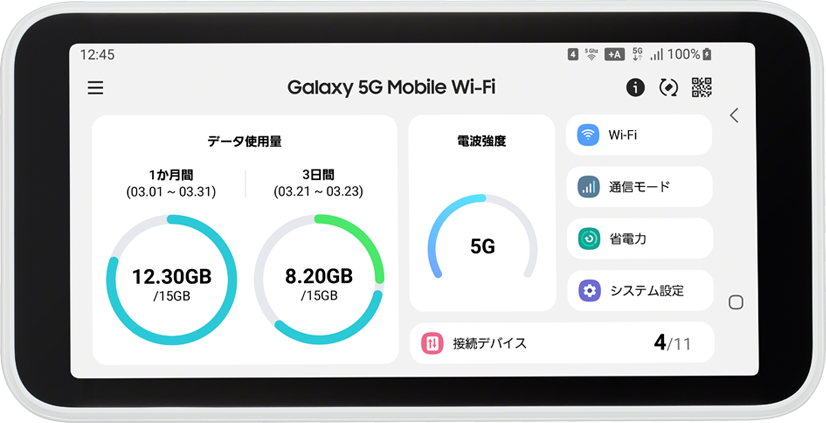 12:45
4 5 Ghz +A 5G 100%
Galaxy 5G Mobile Wi-Fi
データ使用量
1か月間
(03.01 ~ 03.31)
12.30GB
/15GB
3日間
(03.21 ~ 03.23)
8.20GB
/15GB
電波強度
5G
Wi-Fi
通信モード
省電力
システム設定
接続デバイス
4/11